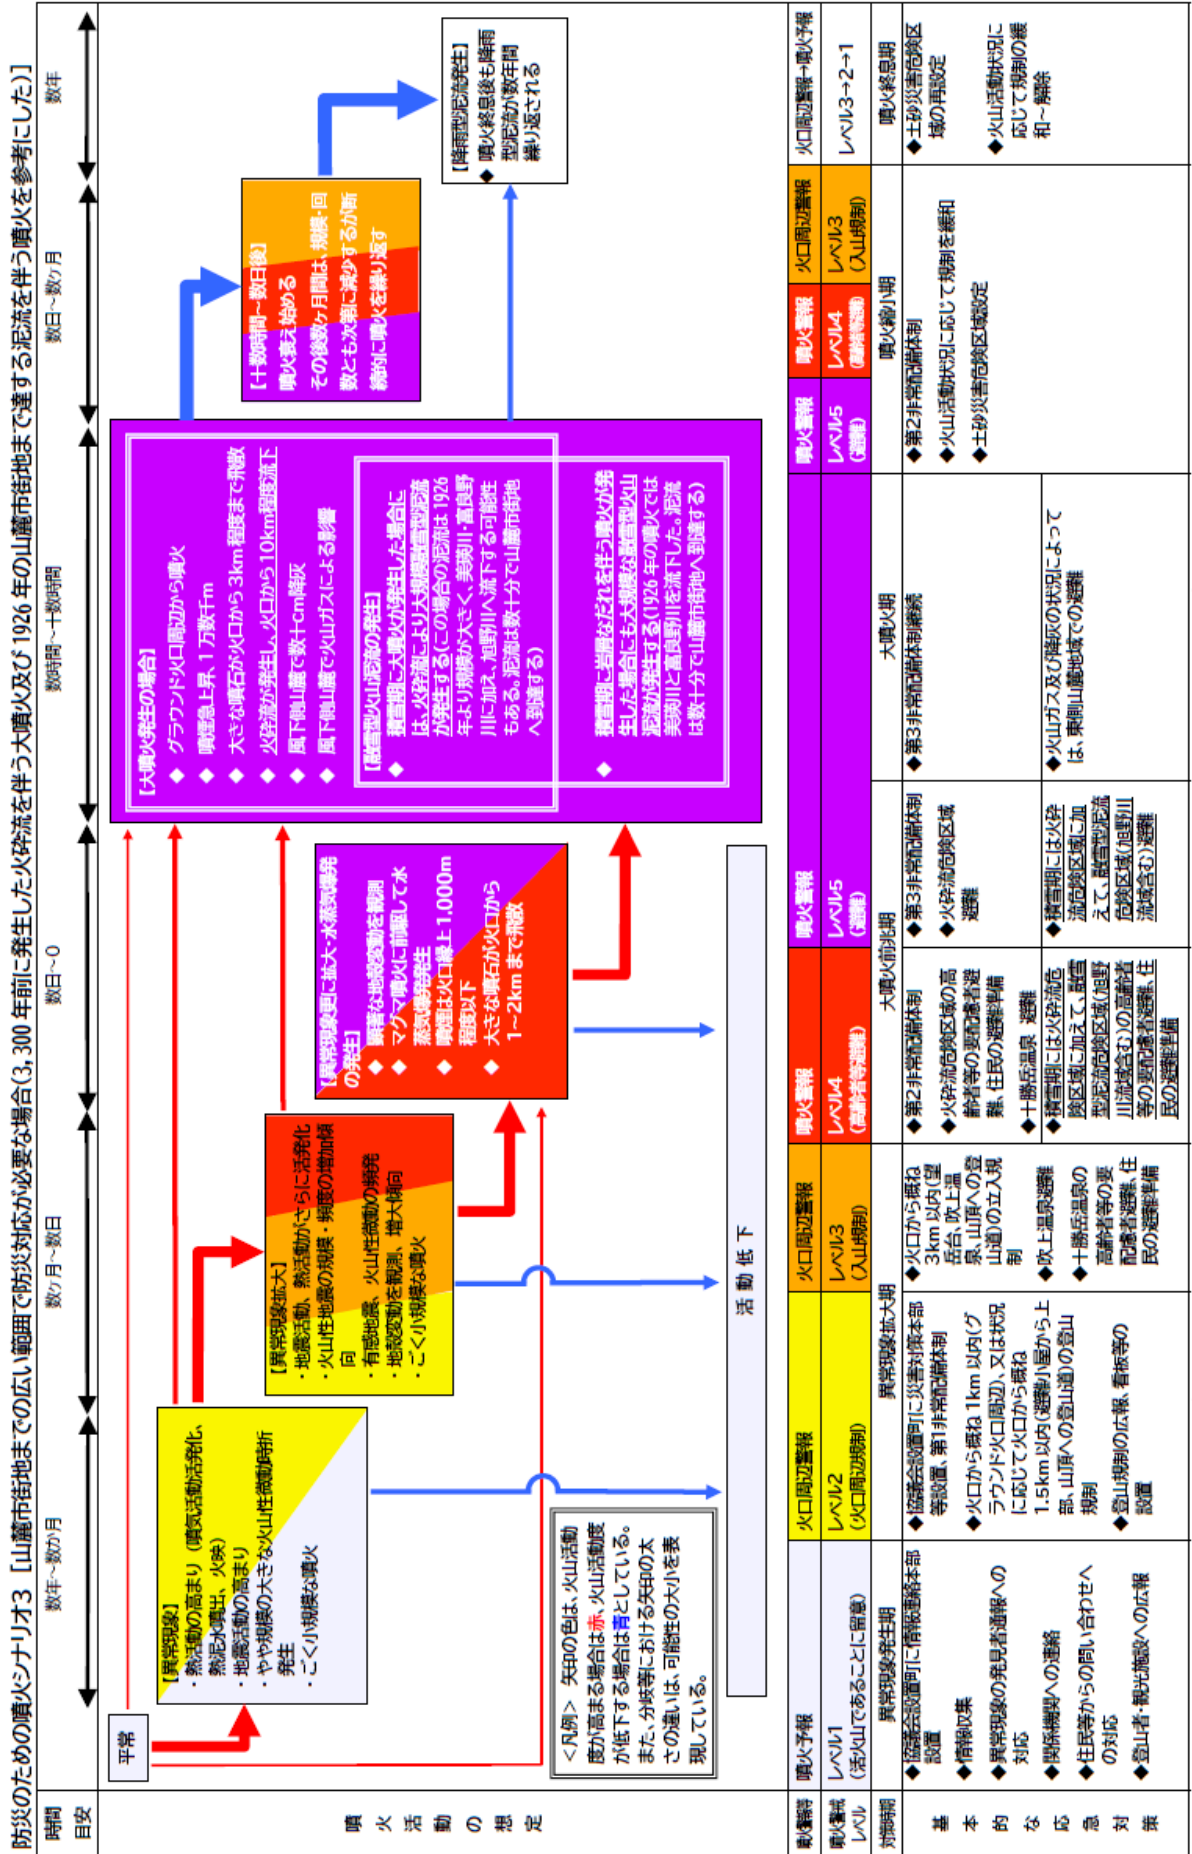 防災のための噴火シナリオ3 [山麓市街地までの広い範囲で防災対応が必要な場合(3,300年前に発生した火砕流を伴う大噴火及び1926年の山麓市街地まで達する泥流を伴う噴火を参考にした)]
時間
目安
数年～数か月
数ヶ月～数日
数日～0
数時間～十数時間
数日～数ヶ月
数年
噴火活動の想定
平常
【異常現象】
・熱活動の高まり（噴気活動活発化、
熱泥水噴出、火映）
・地震活動の高まり
・やや規模の大きな火山性微動時折
発生
・ごく小規模な噴火
【異常現象拡大】
・地震活動、熱活動がさらに活発化
・火山性地震の規模・頻度の増加傾
向
・有感地震、火山性微動の頻発
・地殻変動を観測、増大傾向
・ごく小規模な噴火
【異常現象更に拡大・水蒸気爆発
の発生】
◆ 顕著な地殻変動を観測
◆ マグマ噴火に前駆して水
蒸気爆発発生
◆ 噴煙は火口縁上1,000m
程度以下
◆ 大きな噴石が火口から
1～2kmまで飛散
【大噴火発生の場合】
◆ グラウンド火口周辺から噴火
◆ 噴煙急上昇、1万数千m
◆ 大きな噴石が火口から3km程度まで飛散
◆ 火砕流が発生し、火口から10km程度流下
◆ 風下側山麓で数十cm降灰
◆ 風下側山麓で火山ガスによる影響
【融雪型火山泥流の発生】
◆ 積雪期に大噴火が発生した場合に
は、火砕流により大規模融雪型泥流
が発生する(この場合の泥流は1926
年より規模が大きく、美瑛川・富良野
川に加え、旭野川へ流下する可能性
もある。泥流は数十分で山麓市街地
へ到達する)
◆ 積雪期に岩屑なだれを伴う噴火が発
生した場合にも大規模な融雪型火山
泥流が発生する(1926年の噴火では
美瑛川と富良野川を流下した。泥流
は数十分で山麓市街地へ到達する)
【十数時間～数日後】
噴火衰え始める
その後数ヶ月間は、規模・回
数とも次第に減少するが断
続的に噴火を繰り返す
【降雨型泥流発生】
◆ 噴火終息後も降雨
型泥流が数年間
繰り返される
活動低下
＜凡例＞ 矢印の色は、火山活動
度が高まる場合は赤、火山活動度
が低下する場合は青としている。
また、分岐等における矢印の太
さの違いは、可能性の大小を表
現している。
噴火警報等
噴火予報
火口周辺警報
火口周辺警報
噴火警報
噴火警報
噴火警報
噴火警報
火口周辺警報
火口周辺警報→噴火予報
噴火警戒
レベル
レベル1
(活火山であることに留意)
レベル2
(火口周辺規制)
レベル3
(入山規制)
レベル4
(高齢者等避難)
レベル5
(避難)
レベル5
(避難)
レベル4
(高齢者等避難)
レベル3
(入山規制)
レベル3→2→1
対策時期
異常現象発生期
異常現象拡大期
大噴火前兆期
大噴火期
噴火縮小期
噴火終息期
基本的な応急対策
◆協議会設置町に情報連絡本部
設置
◆情報収集
◆異常現象の発見者通報への
対応
◆関係機関への連絡
◆住民等からの問い合わせへ
の対応
◆登山者・観光施設への広報
◆協議会設置町に災害対策本部
等設置、第1非常配備体制
◆火口から概ね1km以内(グ
ラウンド火口周辺)、又は状況
に応じて火口から概ね
1.5km以内(避難小屋から上
部、山頂への登山道)の登山
規制
◆登山規制の広報、看板等の
設置
◆火口から概ね
3km以内(望
岳台、吹上温
泉、山頂への登
山道)の立入規
制
◆吹上温泉避難
◆十勝岳温泉の
高齢者等の要
配慮者避難、住
民の避難準備
◆第2非常配備体制
◆火砕流危険区域の高
齢者等の要配慮者避
難、住民の避難準備
◆十勝岳温泉 避難
◆積雪期には火砕流危
険区域に加えて、融雪
型泥流危険区域(旭野
川流域含む)の高齢者
等の要配慮者避難、住
民の避難準備
◆第3非常配備体制
◆火砕流危険区域
避難
◆積雪期には火砕
流危険区域に加
えて、融雪型泥流
危険区域(旭野川
流域含む)避難
◆第3非常体制継続
◆火山ガス及び降灰の状況によって
は、東側山麓地域での避難
◆第2非常配備体制
◆火山活動状況に応じて規制を緩和
◆土砂災害危険区域設定
◆土砂災害危険区
域の再設定
◆火山活動状況に
応じて規制の緩
和～解除